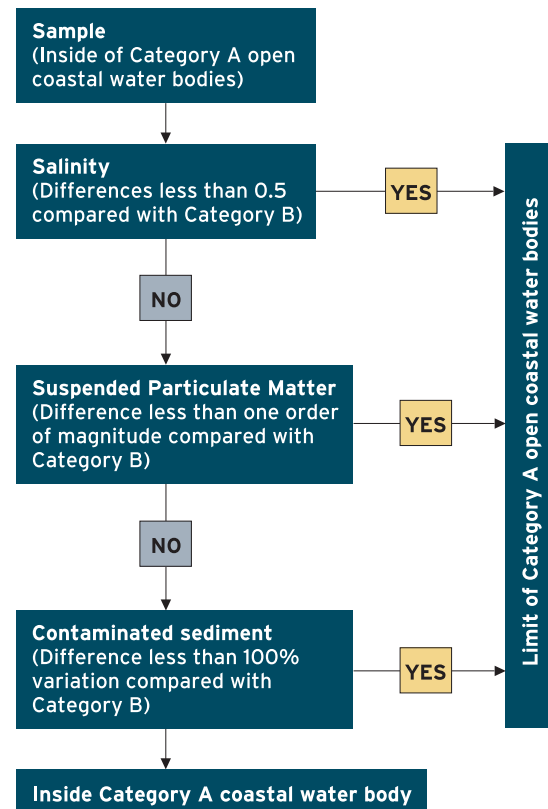 Sample
(Inside of Category A open
coastal water bodies)
Salinity
(Differences less than 0.5
compared with Category B)
YES
NO
Suspended Particulate Matter
(Difference less than one order
of magnitude compared with
Category B)
YES
NO
Contaminated sediment
(Difference less than 100%
variation compared with
Category B)
YES
Limit of Category A open coastal water bodies
Inside Category A coastal water body